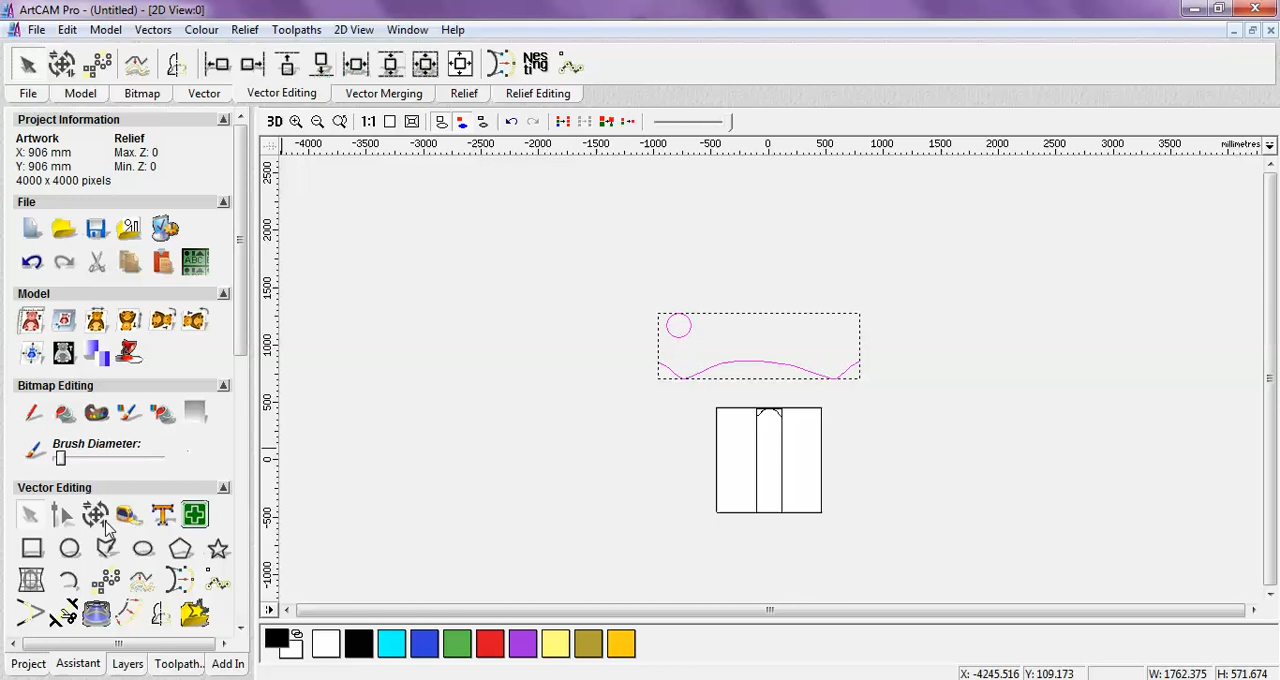 ArtCAM Pro - (Untitled) - [2D View:0]
File Edit Model Vectors Colour Relief Toolpaths 2D View Window Help
Nes
ting
File Model Bitmap Vector Vector Editing Vector Merging Relief Relief Editing
Project Information
Artwork Relief
X: 906 mm Max. Z: 0
Y: 906 mm Min. Z: 0
4000 x 4000 pixels
File
ABC
Model
Bitmap Editing
Brush Diameter:
Vector Editing
Project Assistant Layers Toolpath... Add In
3D 1:1
-4000 -3500 -3000 -2500 -2000 -1500 -1000 -500 0 500 1000 1500 2000 2500 3000 3500 millimetres
2500
2000
1500
1000
500
0
-500
-1000
X: -4245.516 Y: 109.173 W: 1762.375 H: 571.674